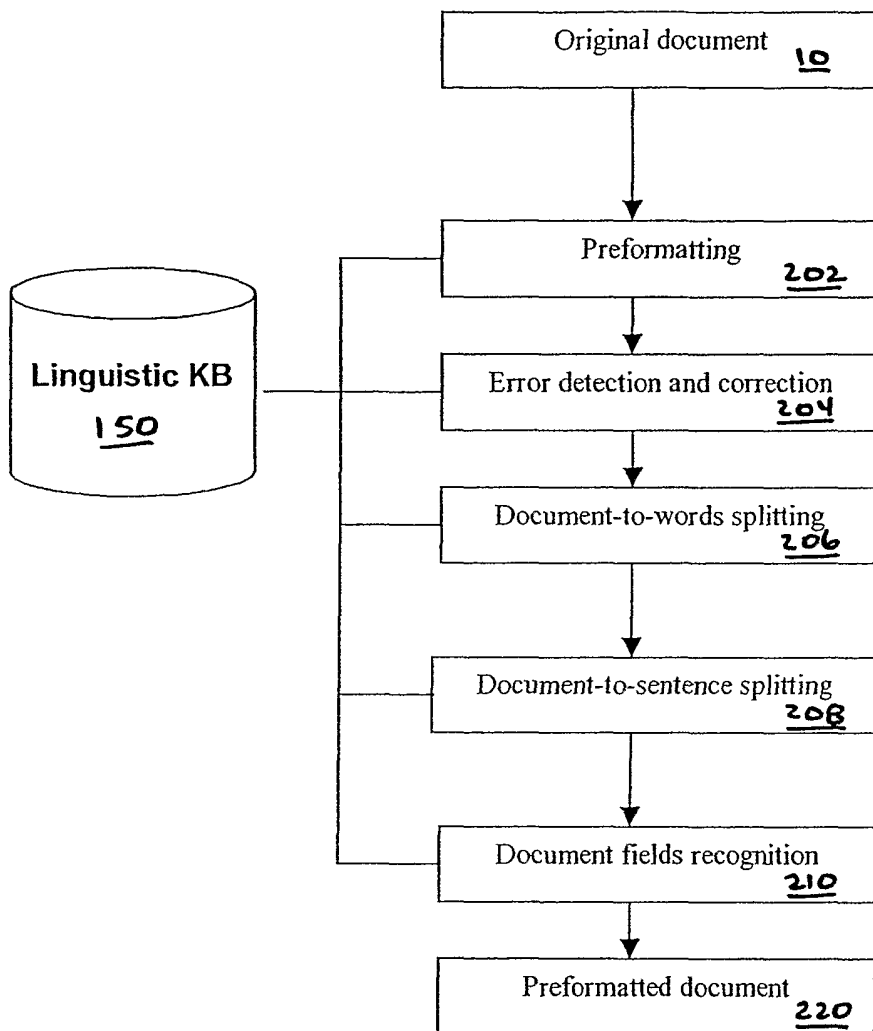 Original document
10
Preformatting
202
Linguistic KB
150
Error detection and correction
204
Document-to-words splitting
206
Document-to-sentence splitting
208
Document fields recognition
210
Preformatted document
220